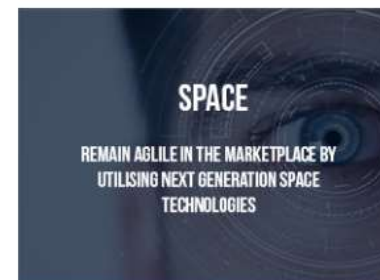 SPACE
REMAIN AGLILE IN THE MARKETPLACE BY
UTILISING NEXT GENERATION SPACE
TECHNOLOGIES